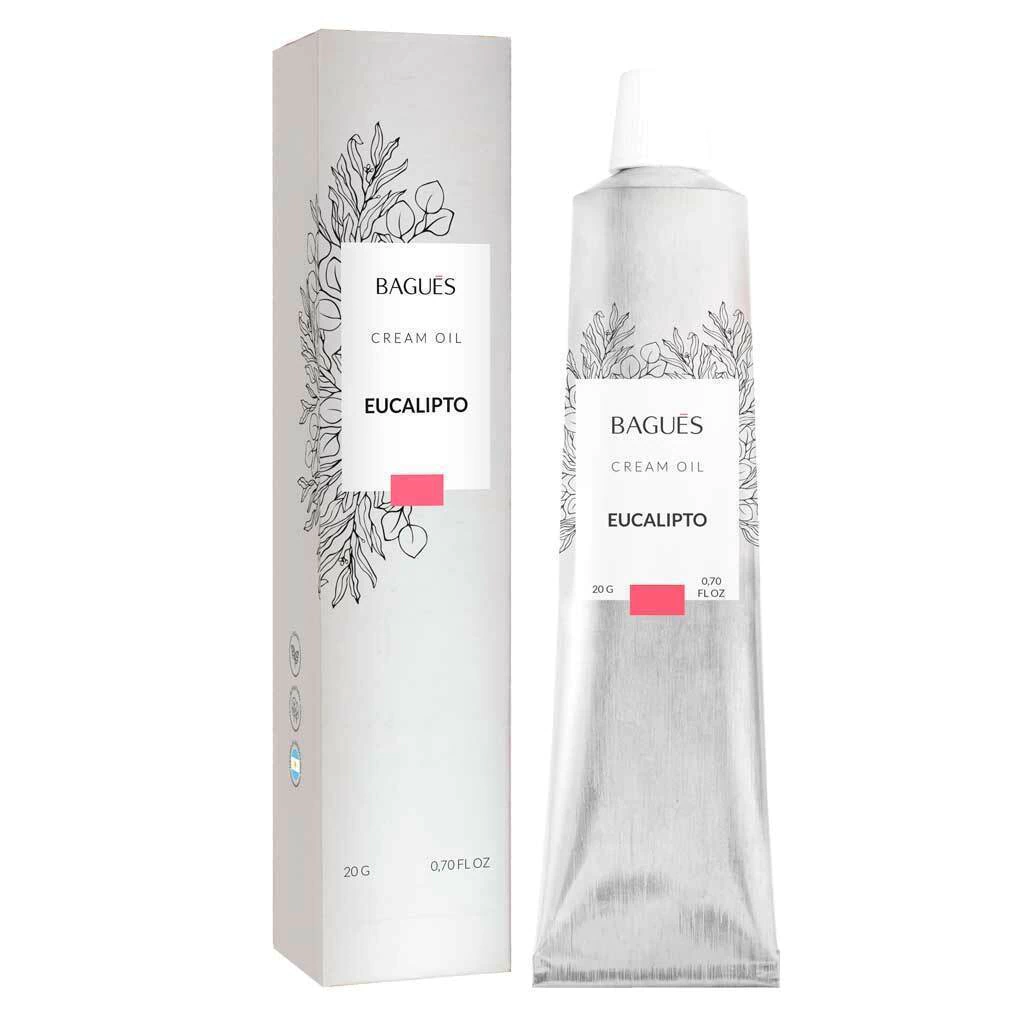 BAGUĒS
CREAM OIL
EUCALIPTO
20 G
0,70 FL OZ
BAGUĒS
CREAM OIL
EUCALIPTO
20 G
0,70
FL OZ